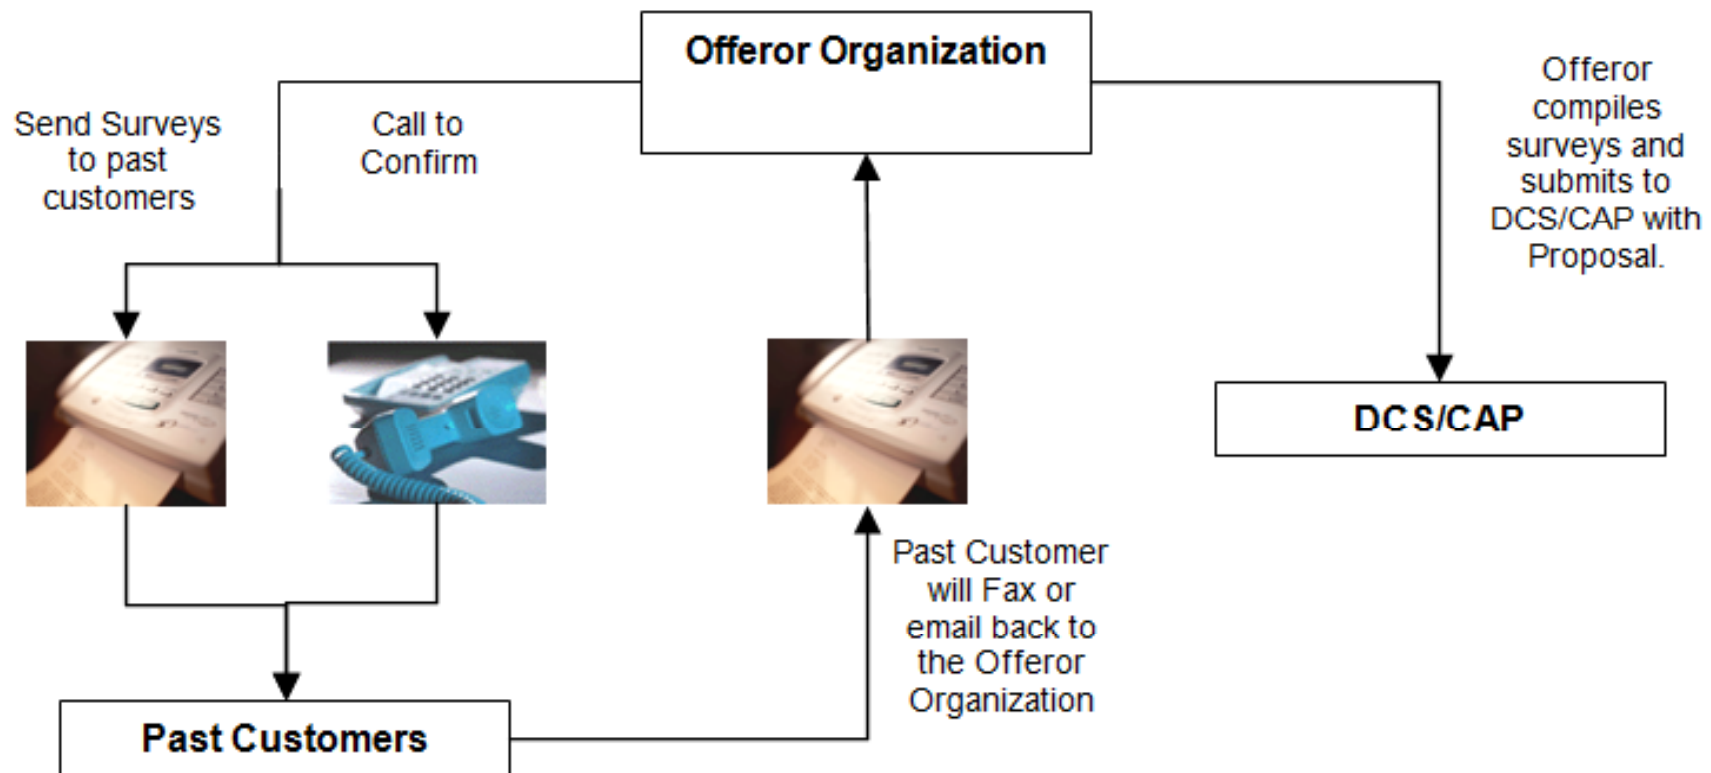 Offeror Organization
Send Surveys
to past
customers
Call to
Confirm
Offeror
compiles
surveys and
submits to
DCS/CAP with
Proposal.
DCS/CAP
Past Customer
will Fax or
email back to
the Offeror
Organization
Past Customers